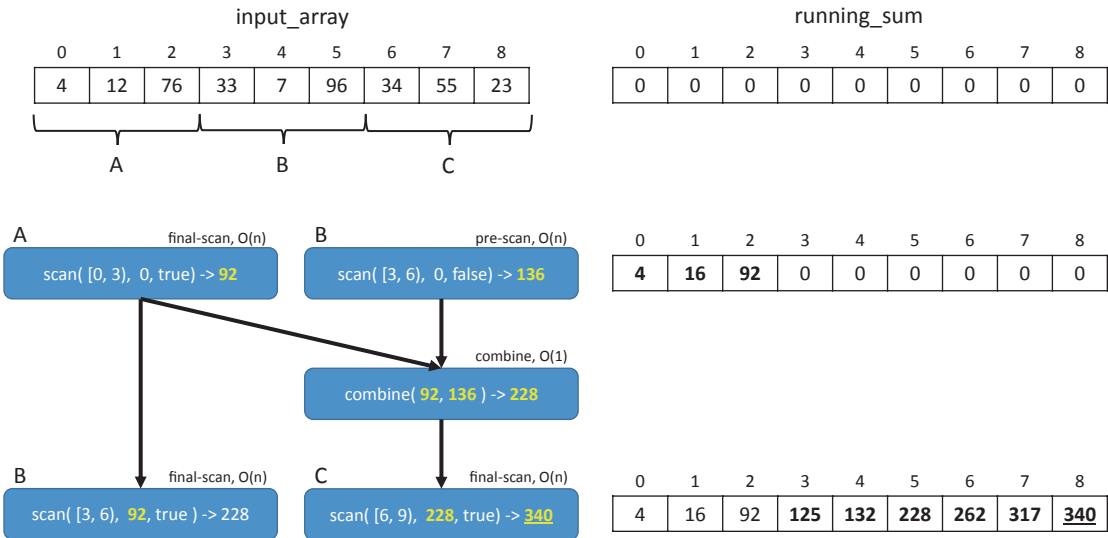 input_array running_sum
0 1 2 3 4 5 6 7 8 0 1 2 3 4 5 6 7 8
4 12 76 33 7 96 34 55 23 0 0 0 0 0 0 0 0 0
A B C
A final-scan, O(n) B pre-scan, O(n) 0 1 2 3 4 5 6 7 8
scan( [0, 3), 0, true) -> 92 scan( [3, 6), 0, false) -> 136 4 16 92 0 0 0 0 0 0
combine, O(1)
combine( 92, 136 ) -> 228
B final-scan, O(n) C final-scan, O(n) 0 1 2 3 4 5 6 7 8
scan( [3, 6), 92, true ) -> 228 scan( [6, 9), 228, true) -> 340 4 16 92 125 132 228 262 317 340